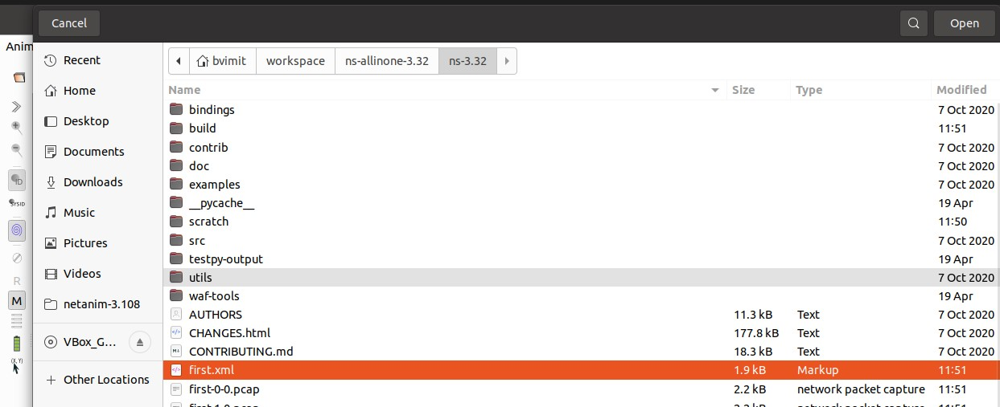 Cancel
Open
Anim
Recent
Home
Desktop
Documents
Downloads
Music
Pictures
Videos
netanim-3.108
VBox_G...
Other Locations
ID
SYSID
R
M
(X, Y)
bvimit workspace ns-allinone-3.32 ns-3.32
Name Size Type Modified
bindings 7 Oct 2020
build 11:51
contrib 7 Oct 2020
doc 7 Oct 2020
examples 7 Oct 2020
__pycache__ 19 Apr
scratch 11:50
src 7 Oct 2020
testpy-output 19 Apr
utils 7 Oct 2020
waf-tools 19 Apr
AUTHORS 11.3 kB Text 7 Oct 2020
CHANGES.html 177.8 kB Text 7 Oct 2020
CONTRIBUTING.md 18.3 kB Text 7 Oct 2020
first.xml 1.9 kB Markup 11:51
first-0-0.pcap 2.2 kB network packet capture 11:51